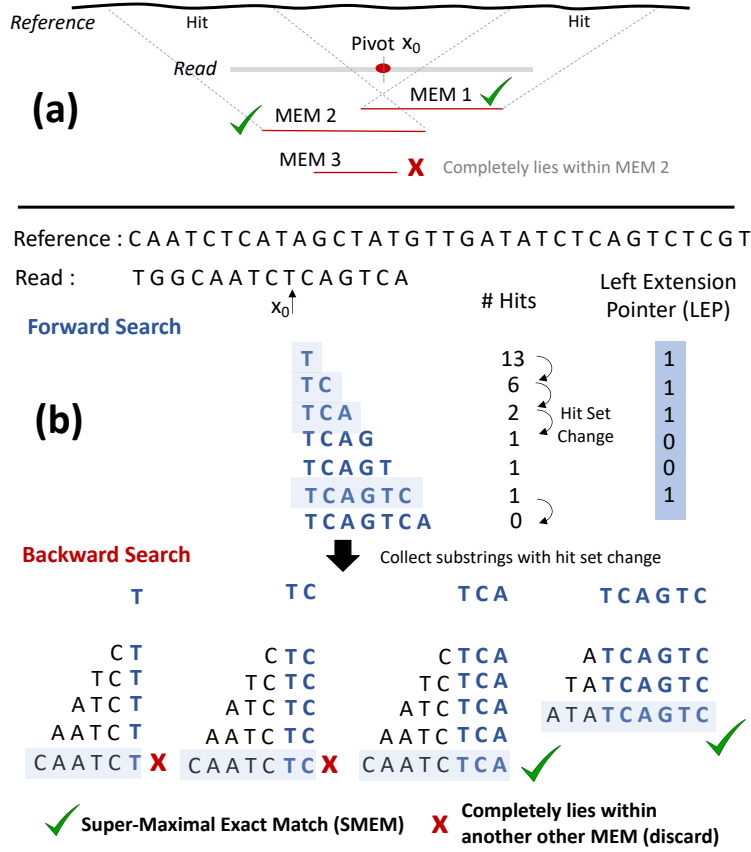 Reference
Hit
Hit
Pivot x0
Read
MEM 1
(a)
MEM 2
MEM 3
X
Completely lies within MEM 2
Reference : C A A T C T C A T A G C T A T G T T G A T A T C T C A G T C T C G T
Read : T G G C A A T C T C A G T C A
x0
# Hits
Left Extension
Pointer (LEP)
Forward Search
T 13 1
T C 6 1
T C A 2 1
(b)
Hit Set
Change
T C A G 1 0
T C A G T 1 0
T C A G T C 1 1
T C A G T C A 0
Backward Search
Collect substrings with hit set change
T T C T C A T C A G T C
C T C T C C T C A A T C A G T C
T C T T C T C T C T C A T A T C A G T C
A T C T A T C T C A T C T C A A T A T C A G T C
A A T C T A A T C T C A A T C T C A
C A A T C T X C A A T C T C X C A A T C T C A
Super-Maximal Exact Match (SMEM)
X
Completely lies within
another other MEM (discard)